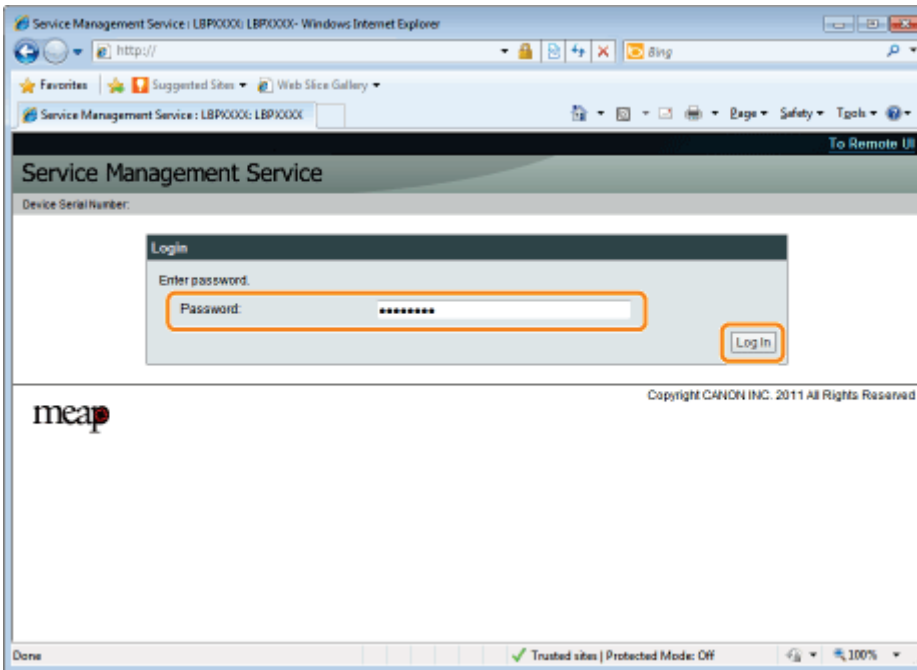 Service Management Service : LBPXXXX: LBPXXXX- Windows Internet Explorer
http:// Bing
Favorites Suggested Sites Web Slice Gallery
Service Management Service : LBPXXXX: LBPXXXX Page Safety Tools
To Remote UI
Service Management Service
Device Serial Number:
Login
Enter password.
Password: ••••••••
Log In
Copyright CANON INC. 2011 All Rights Reserved
meap
Done Trusted sites | Protected Mode: Off 100%